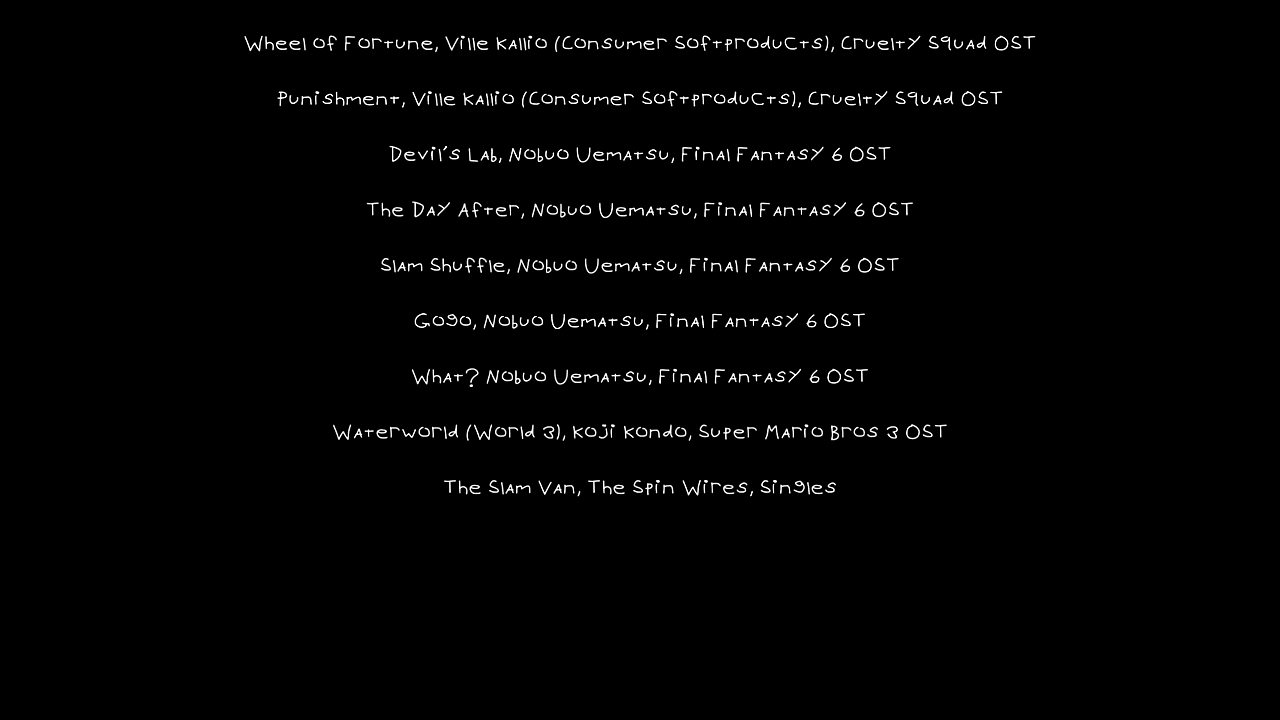 Wheel of Fortune, Ville Kallio (Consumer Softproducts), Cruelty Squad OST
Punishment, Ville Kallio (Consumer Softproducts), Cruelty Squad OST
Devil's Lab, Nobuo Uematsu, Final Fantasy 6 OST
The Day After, Nobuo Uematsu, Final Fantasy 6 OST
Slam Shuffle, Nobuo Uematsu, Final Fantasy 6 OST
Gogo, Nobuo Uematsu, Final Fantasy 6 OST
What? Nobuo Uematsu, Final Fantasy 6 OST
Waterworld (World 3), Koji Kondo, Super Mario Bros 3 OST
The Slam Van, The Spin Wires, Singles